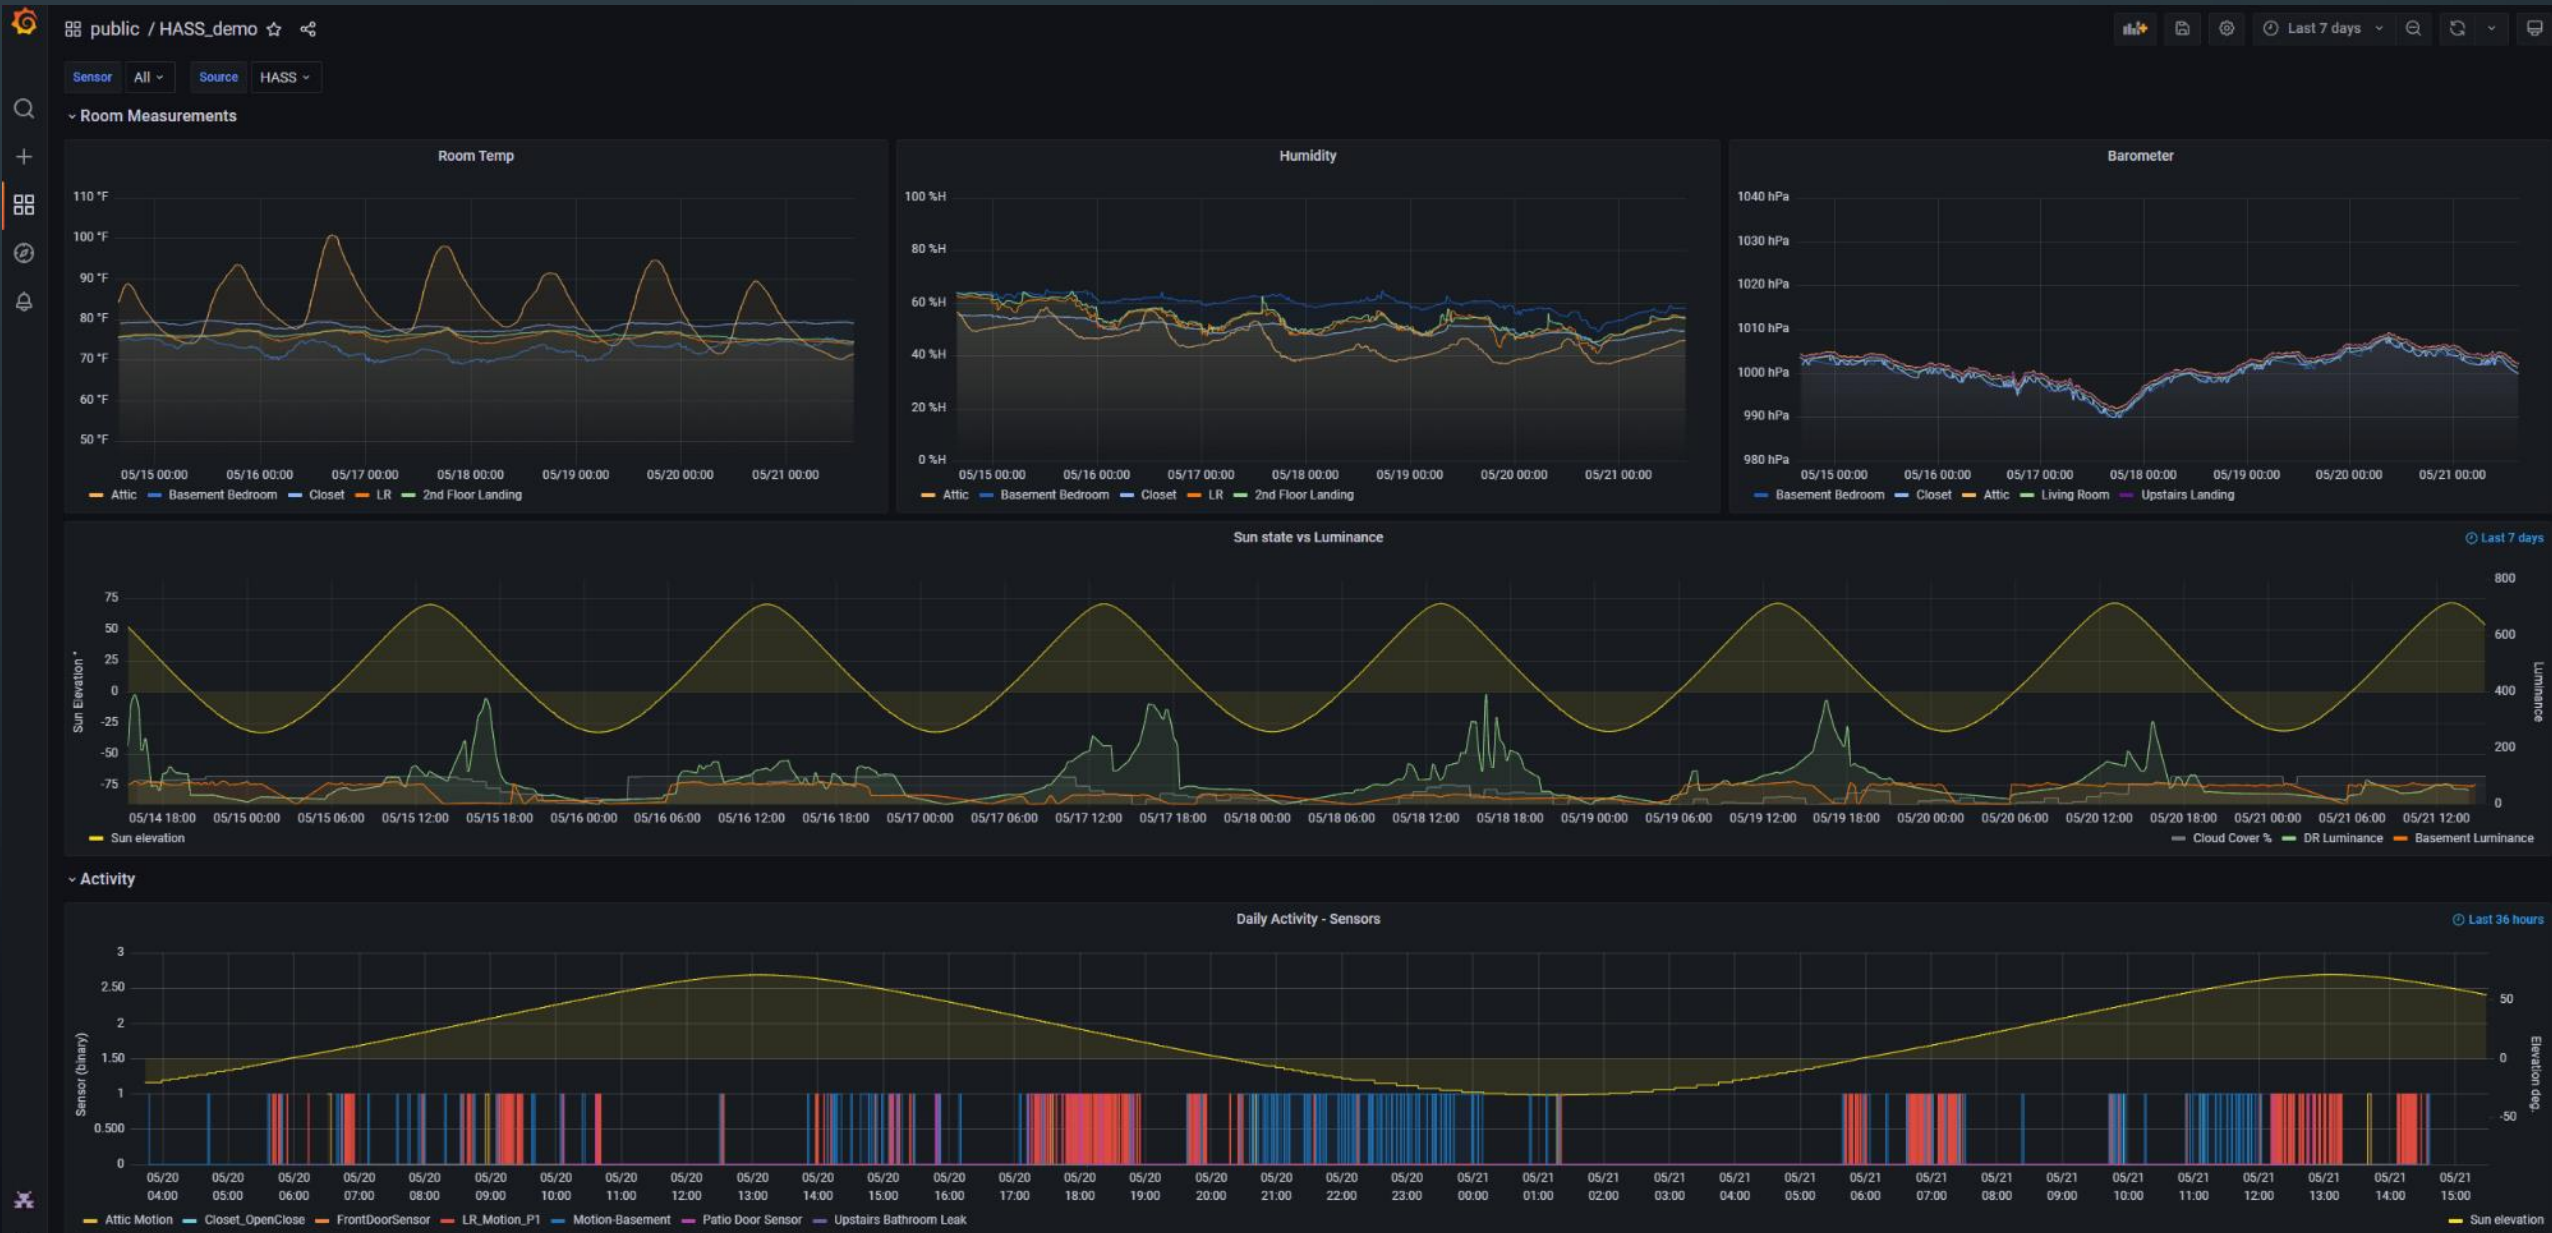 public / HASS_demo
Last 7 days
Sensor All Source HASS
Room Measurements
Room Temp
110 °F
100 °F
90 °F
80 °F
70 °F
60 °F
50 °F
05/15 00:00 05/16 00:00 05/17 00:00 05/18 00:00 05/19 00:00 05/20 00:00 05/21 00:00
Attic Basement Bedroom Closet LR 2nd Floor Landing
Humidity
100 %H
80 %H
60 %H
40 %H
20 %H
0 %H
05/15 00:00 05/16 00:00 05/17 00:00 05/18 00:00 05/19 00:00 05/20 00:00 05/21 00:00
Attic Basement Bedroom Closet LR 2nd Floor Landing
Barometer
1040 hPa
1030 hPa
1020 hPa
1010 hPa
1000 hPa
990 hPa
980 hPa
05/15 00:00 05/16 00:00 05/17 00:00 05/18 00:00 05/19 00:00 05/20 00:00 05/21 00:00
Basement Bedroom Closet Attic Living Room Upstairs Landing
Sun state vs Luminance
Last 7 days
Sun Elevation °
75
50
25
0
-25
-50
-75
800
600
400
200
0
Luminance
05/14 18:00 05/15 00:00 05/15 06:00 05/15 12:00 05/15 18:00 05/16 00:00 05/16 06:00 05/16 12:00 05/16 18:00 05/17 00:00 05/17 06:00 05/17 12:00 05/17 18:00 05/18 00:00 05/18 06:00 05/18 12:00 05/18 18:00 05/19 00:00 05/19 06:00 05/19 12:00 05/19 18:00 05/20 00:00 05/20 06:00 05/20 12:00 05/20 18:00 05/21 00:00 05/21 06:00 05/21 12:00
Sun elevation Cloud Cover % DR Luminance Basement Luminance
Activity
Daily Activity - Sensors
Last 36 hours
Sensor (binary)
3
2.50
2
1.50
1
0.500
0
50
0
-50
Elevation deg.
05/20 05/20 05/20 05/20 05/20 05/20 05/20 05/20 05/20 05/20 05/20 05/20 05/20 05/20 05/20 05/20 05/20 05/20 05/20 05/20 05/21 05/21 05/21 05/21 05/21 05/21 05/21 05/21 05/21 05/21 05/21 05/21 05/21 05/21 05/21 05/21
04:00 05:00 06:00 07:00 08:00 09:00 10:00 11:00 12:00 13:00 14:00 15:00 16:00 17:00 18:00 19:00 20:00 21:00 22:00 23:00 00:00 01:00 02:00 03:00 04:00 05:00 06:00 07:00 08:00 09:00 10:00 11:00 12:00 13:00 14:00 15:00
Attic Motion Closet_OpenClose FrontDoorSensor LR_Motion_P1 Motion-Basement Patio Door Sensor Upstairs Bathroom Leak Sun elevation